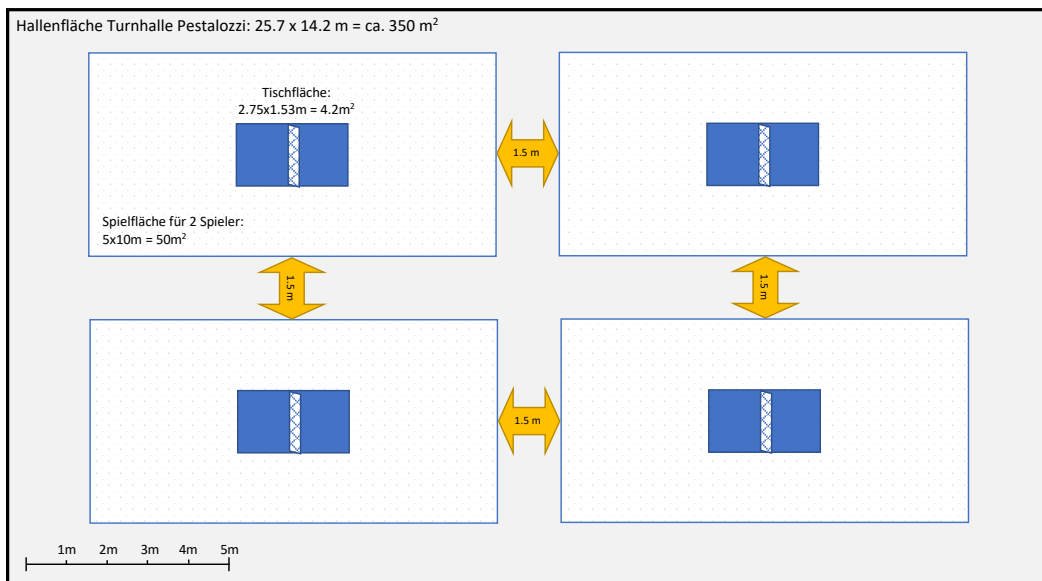 Hallenfläche Turnhalle Pestalozzi: 25.7 x 14.2 m = ca. 350 m²
Tischfläche:
2.75x1.53m = 4.2m²
1.5 m
Spielfläche für 2 Spieler:
5x10m = 50m²
1.5 m
1.5 m
1.5 m
1m 2m 3m 4m 5m